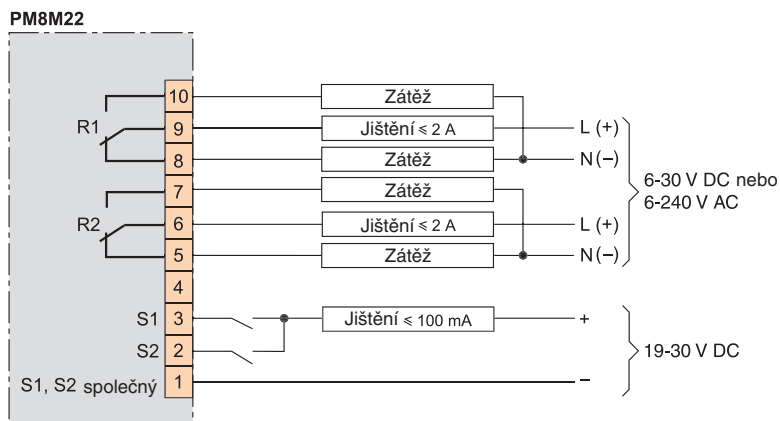 PM8M22
10 Zátěž
R1 9 Jištění ≤ 2 A L (+)
8 Zátěž N (−)
7 Zátěž
6-30 V DC nebo
6-240 V AC
R2 6 Jištění ≤ 2 A L (+)
5 Zátěž N (−)
4
S1 3 Jištění ≤ 100 mA +
S2 2 19-30 V DC
S1, S2 společný 1 −